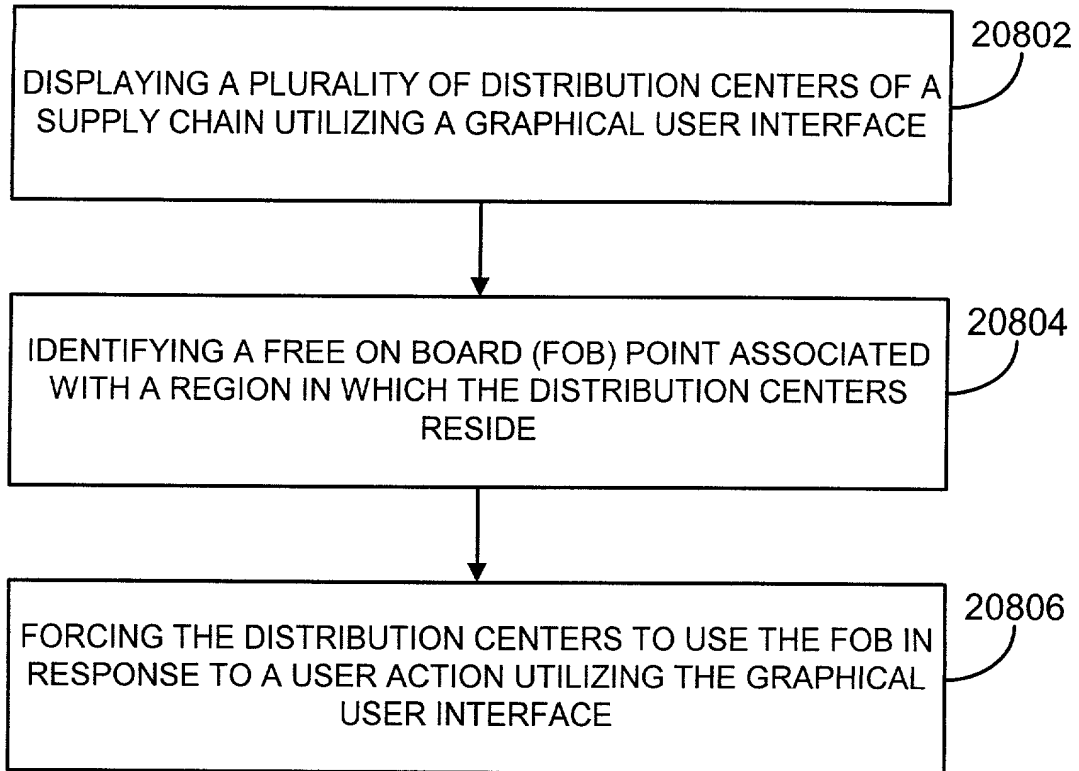 20802
DISPLAYING A PLURALITY OF DISTRIBUTION CENTERS OF A
SUPPLY CHAIN UTILIZING A GRAPHICAL USER INTERFACE
20804
IDENTIFYING A FREE ON BOARD (FOB) POINT ASSOCIATED
WITH A REGION IN WHICH THE DISTRIBUTION CENTERS
RESIDE
20806
FORCING THE DISTRIBUTION CENTERS TO USE THE FOB IN
RESPONSE TO A USER ACTION UTILIZING THE GRAPHICAL
USER INTERFACE